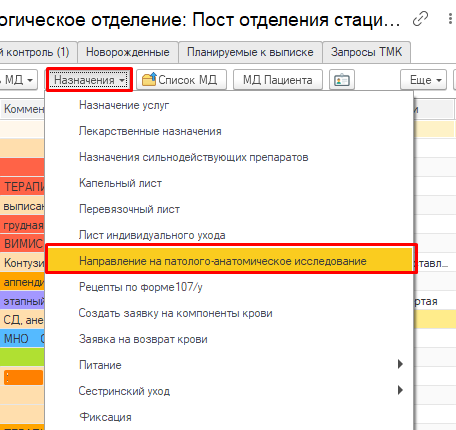 огическое отделение: Пост отделения стаци...
й контроль (1) Новорожденные Планируемые к выписке Запросы ТМК
МД Назначения Список МД МД Пациента Еще
Коммен
Назначение услуг
Лекарственные назначения
Назначения сильнодействующих препаратов
ТЕРАПИ Капельный лист
выписан Перевязочный лист
грудная Лист индивидуального ухода
ВИМИС
Контузи Направление на патолого-анатомическое исследование тавл...
аппенди Рецепты по форме107/у
этапный Создать заявку на компоненты крови ртая
СД, ане
МНО С Заявка на возврат крови
Питание
Сестринский уход
Фиксация